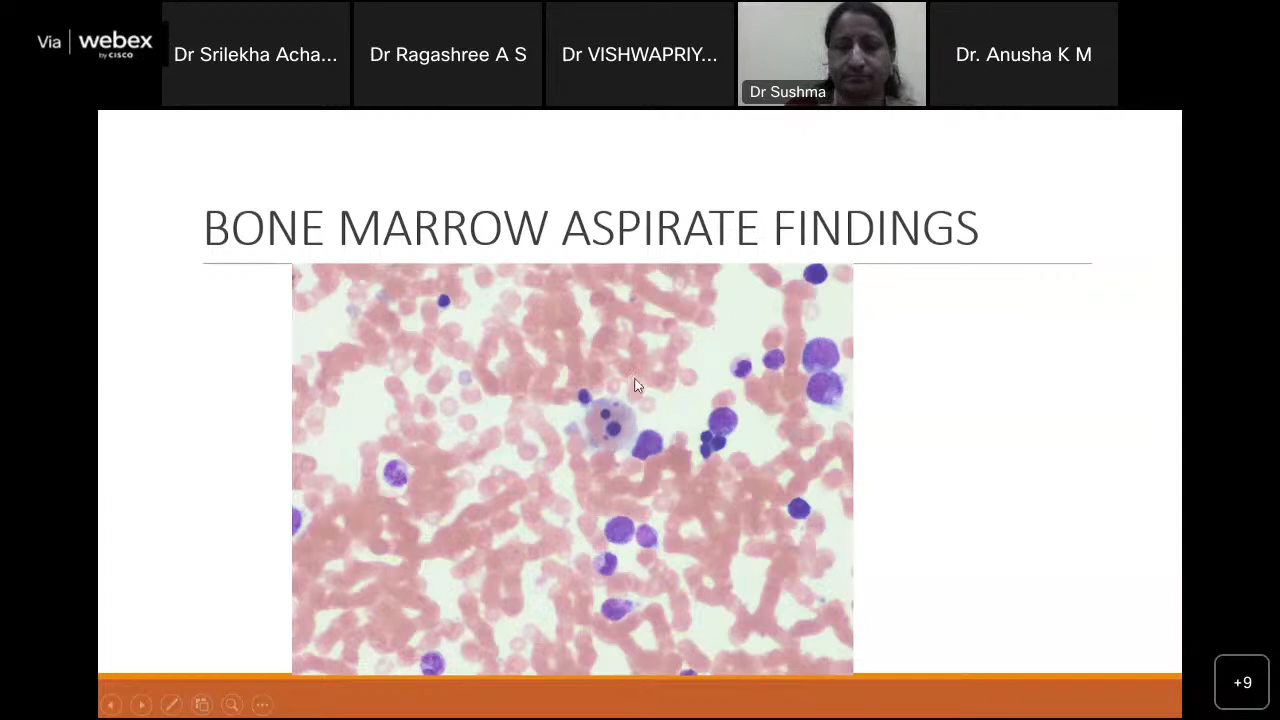 Via webex
by CISCO
Dr Srilekha Acha...
Dr Ragashree A S
Dr VISHWAPRIY...
Dr Sushma
Dr. Anusha K M
BONE MARROW ASPIRATE FINDINGS
+9